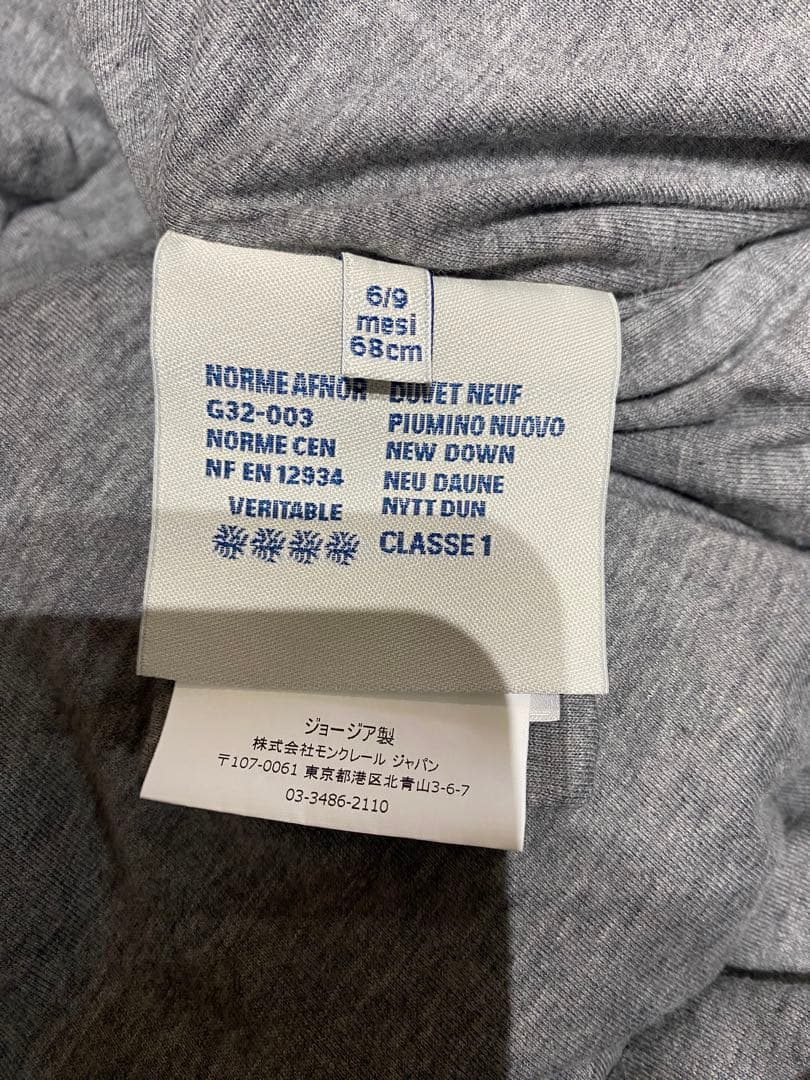 6/9
mesi
68cm
NORME AFNOR
G32-003
NORME CEN
NF EN 12934
VERITABLE
DUVET NEUF
PIUMINO NUOVO
NEW DOWN
NEU DAUNE
NYTT DUN
CLASSE 1
ジョージア製
株式会社モンクレール ジャパン
〒107-0061 東京都港区北青山3-6-7
03-3486-2110